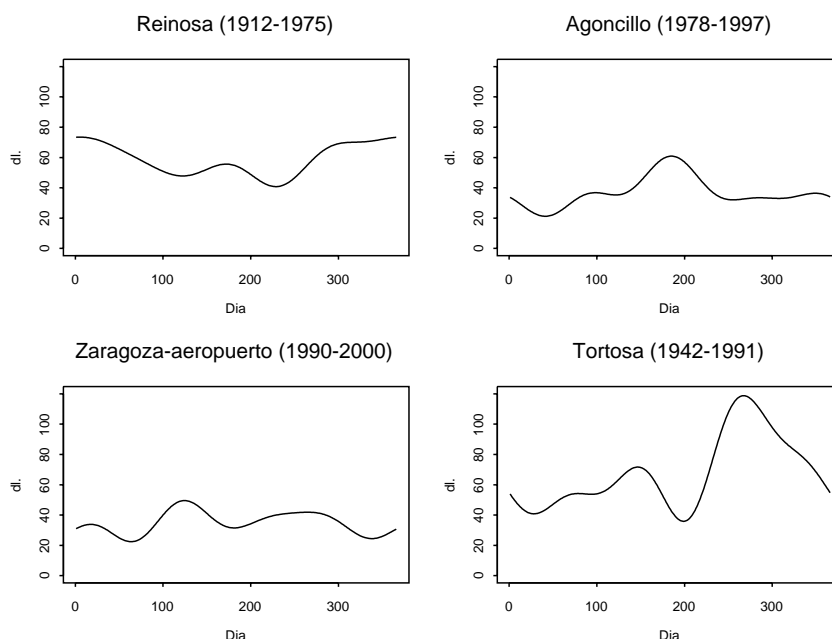 Reinosa (1912-1975)
dl.
0 20 40 60 80 100
0 100 200 300
Dia
Agoncillo (1978-1997)
dl.
0 20 40 60 80 100
0 100 200 300
Dia
Zaragoza-aeropuerto (1990-2000)
dl.
0 20 40 60 80 100
0 100 200 300
Dia
Tortosa (1942-1991)
dl.
0 20 40 60 80 100
0 100 200 300
Dia